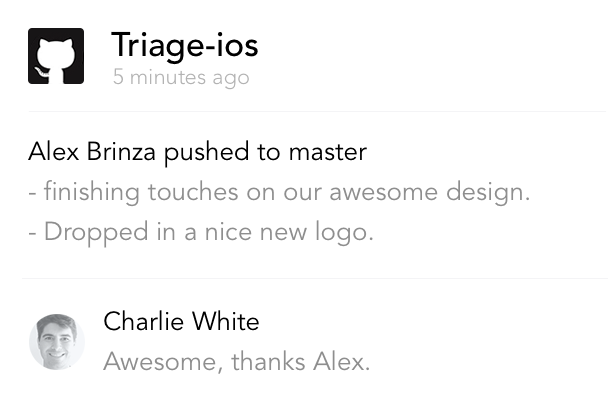 Triage-ios
5 minutes ago
Alex Brinza pushed to master
- finishing touches on our awesome design.
- Dropped in a nice new logo.
Charlie White
Awesome, thanks Alex.